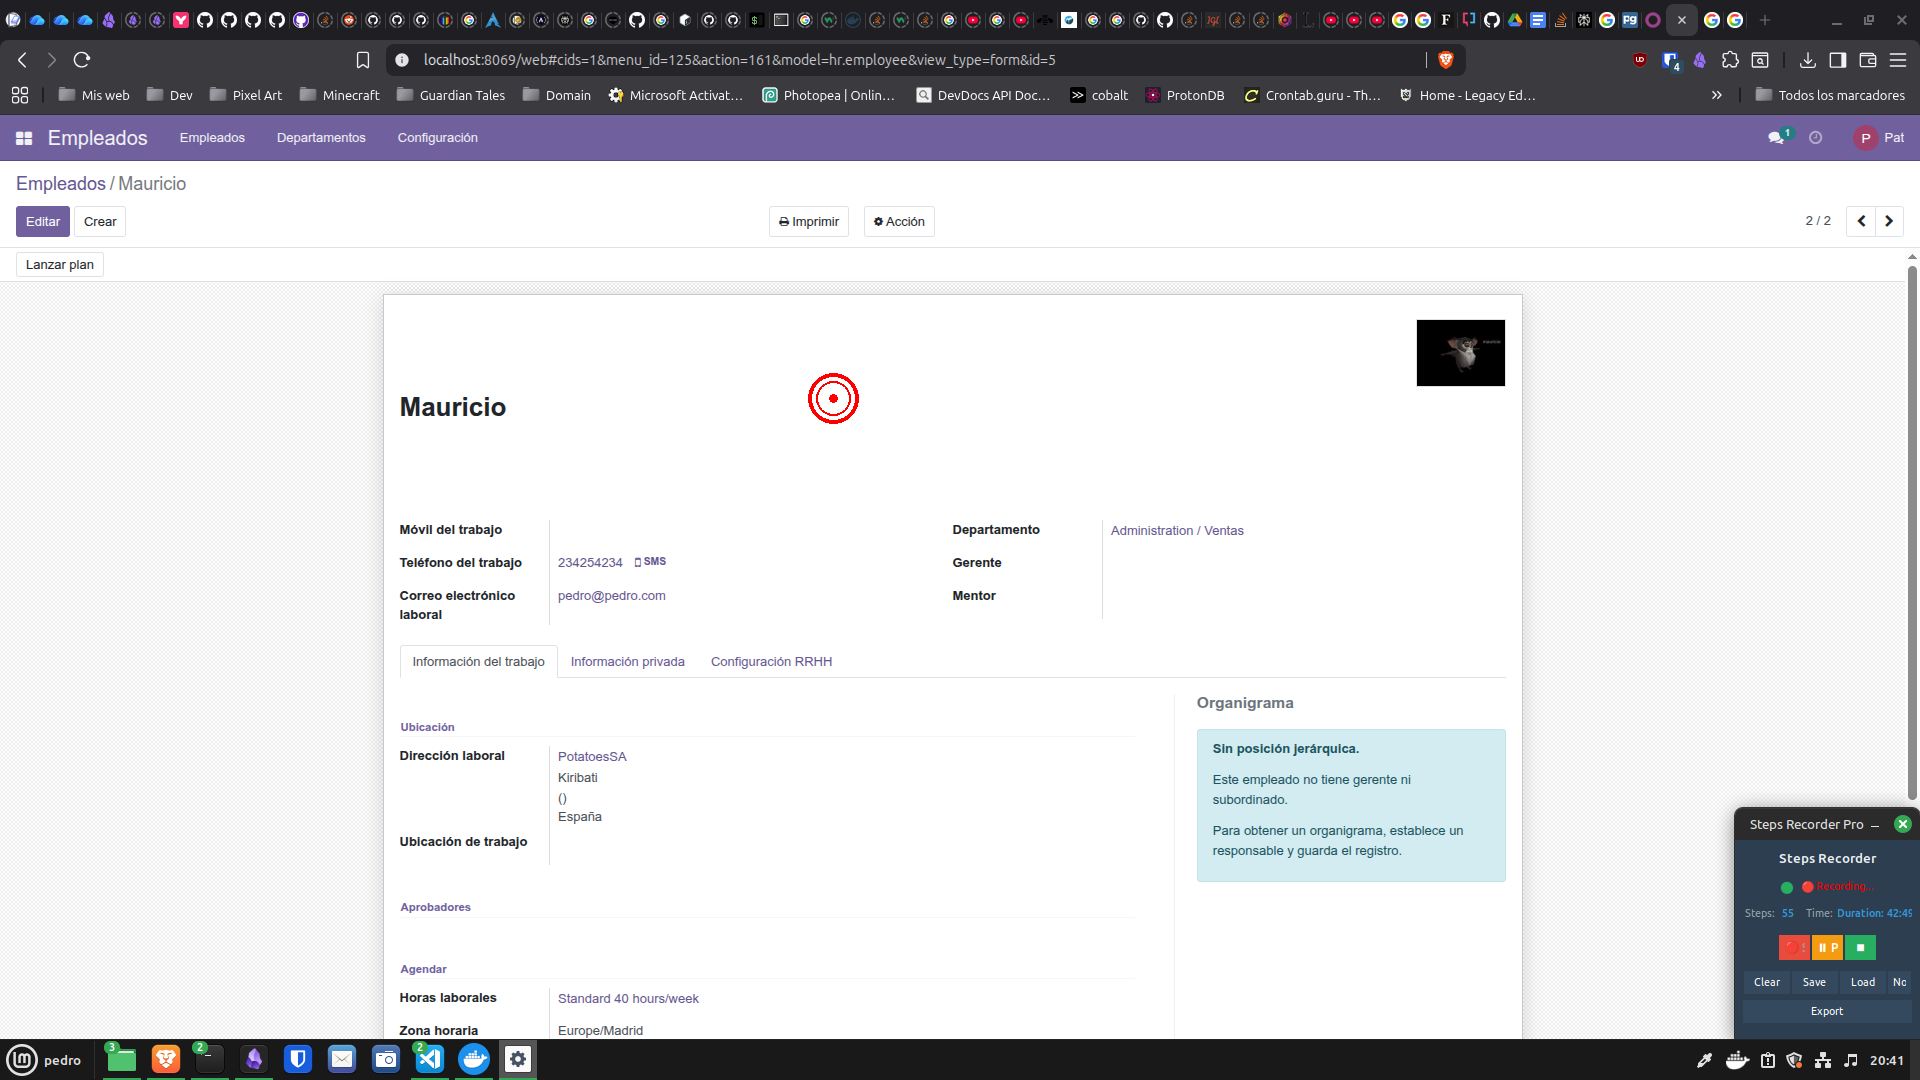 localhost:8069/web#cids=1&menu_id=125&action=161&model=hr.employee&view_type=form&id=5
4
Mis web
Dev
Pixel Art
Minecraft
Guardian Tales
Domain
Microsoft Activat...
Photopea | Onlin...
DevDocs API Doc...
cobalt
ProtonDB
Crontab.guru - Th...
Home - Legacy Ed...
Todos los marcadores
Empleados
Empleados
Departamentos
Configuración
1
P
Pat
Empleados / Mauricio
Editar
Crear
Imprimir
Acción
2 / 2
Lanzar plan
Mauricio
Móvil del trabajo
Teléfono del trabajo
234254234
SMS
Correo electrónico laboral
pedro@pedro.com
Departamento
Administration / Ventas
Gerente
Mentor
Información del trabajo
Información privada
Configuración RRHH
Ubicación
Dirección laboral
PotatoesSA
Kiribati
()
España
Ubicación de trabajo
Aprobadores
Agendar
Horas laborales
Standard 40 hours/week
Zona horaria
Europe/Madrid
Organigrama
Sin posición jerárquica.
Este empleado no tiene gerente ni
subordinado.
Para obtener un organigrama, establece un
responsable y guarda el registro.
Steps Recorder Pro
Steps Recorder
Recording...
Steps: 55 Time: Duration: 42:49
P
Clear
Save
Load
No
Export
pedro
3
2
2
20:41